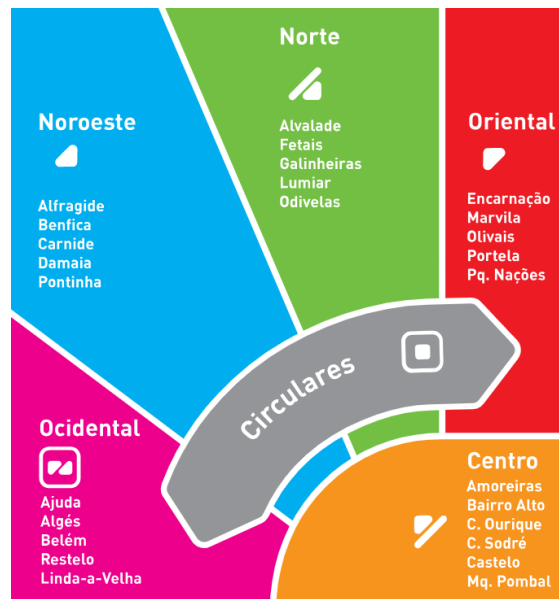 Norte
Alvalade
Fetais
Galinheiras
Lumiar
Odivelas
Noroeste
Alfragide
Benfica
Carnide
Damaia
Pontinha
Oriental
Encarnação
Marvila
Olivais
Portela
Pq. Nações
Circulares
Ocidental
Ajuda
Algés
Belém
Restelo
Linda-a-Velha
Centro
Amoreiras
Bairro Alto
C. Ourique
C. Sodré
Castelo
Mq. Pombal